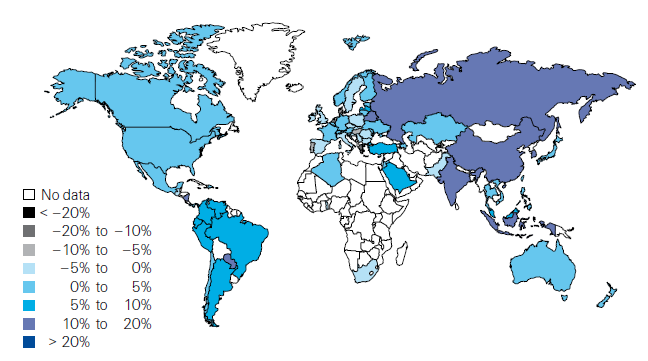 No data
< −20%
−20% to −10%
−10% to −5%
−5% to 0%
0% to 5%
5% to 10%
10% to 20%
> 20%